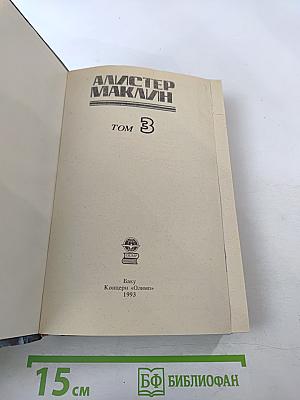 АЛИСТЕР
МАКЛИН
ТОМ 3
Баку
Концерн «Олимп»
1993
15 см
БФ БИБЛИОФАН